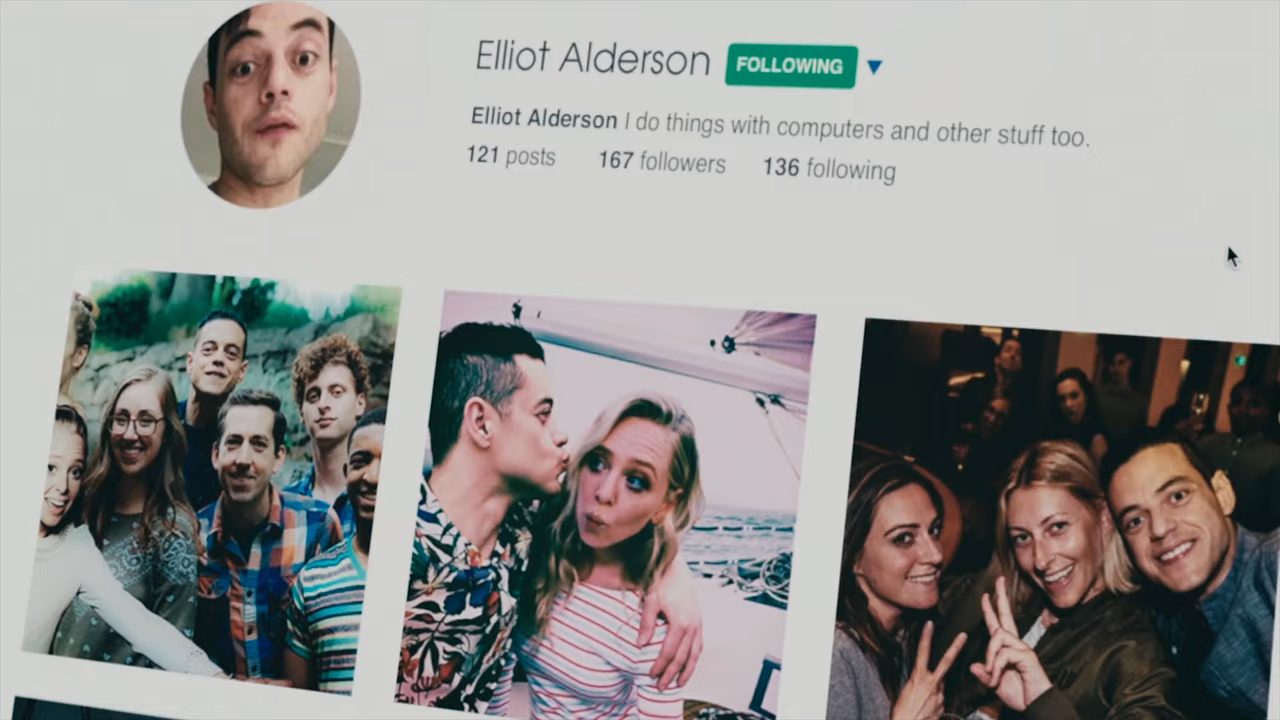 Elliot Alderson FOLLOWING
Elliot Alderson I do things with computers and other stuff too.
121 posts 167 followers 136 following